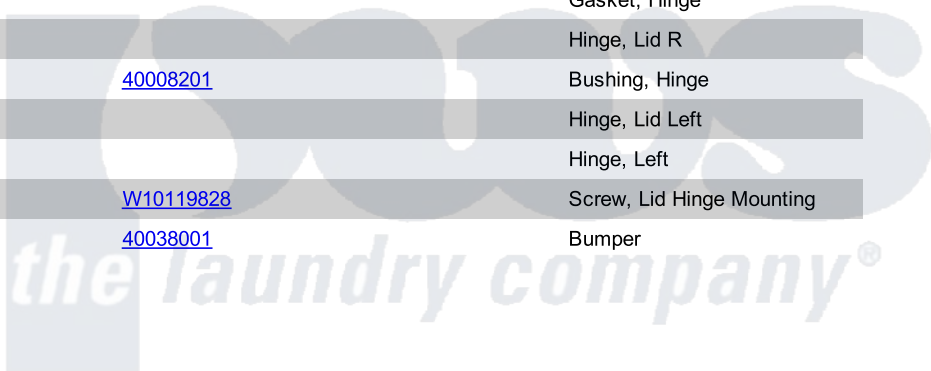 Gasket, Hinge
Hinge, Lid R
40008201 Bushing, Hinge
Hinge, Lid Left
Hinge, Left
W10119828 Screw, Lid Hinge Mounting
40038001 Bumper
the laundry company®